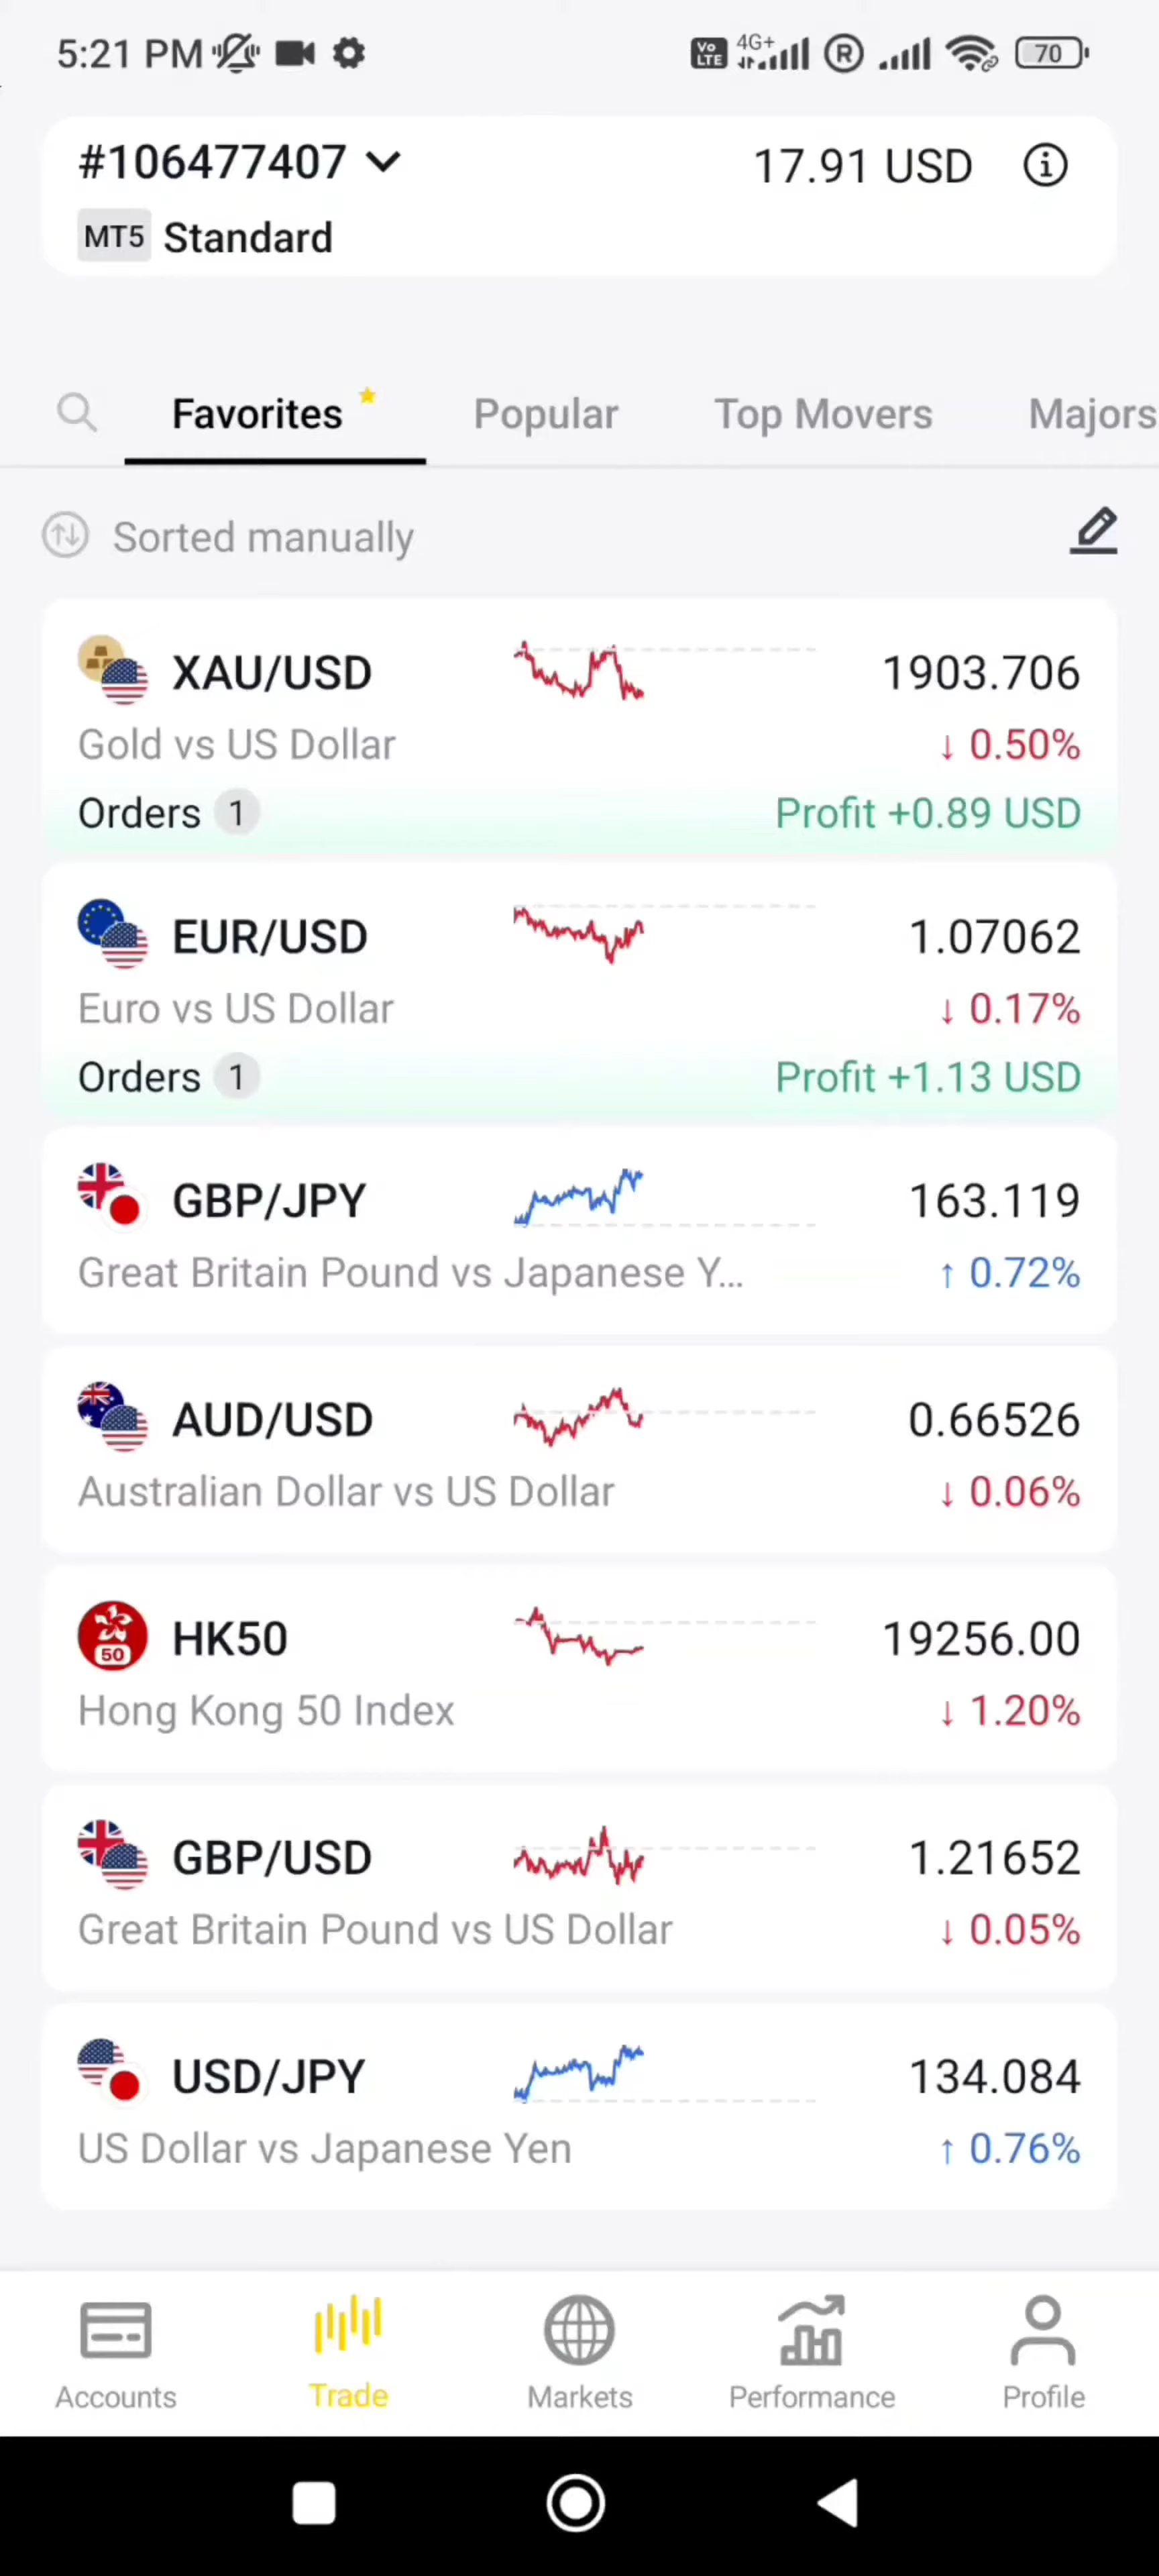 5:21 PM
Vo LTE 4G+ R 70
#106477407
17.91 USD
MT5 Standard
Favorites Popular Top Movers Majors
Sorted manually
XAU/USD 1903.706
Gold vs US Dollar ↓ 0.50%
Orders 1 Profit +0.89 USD
EUR/USD 1.07062
Euro vs US Dollar ↓ 0.17%
Orders 1 Profit +1.13 USD
GBP/JPY 163.119
Great Britain Pound vs Japanese Y... ↑ 0.72%
AUD/USD 0.66526
Australian Dollar vs US Dollar ↓ 0.06%
50 HK50 19256.00
Hong Kong 50 Index ↓ 1.20%
GBP/USD 1.21652
Great Britain Pound vs US Dollar ↓ 0.05%
USD/JPY 134.084
US Dollar vs Japanese Yen ↑ 0.76%
Accounts Trade Markets Performance Profile